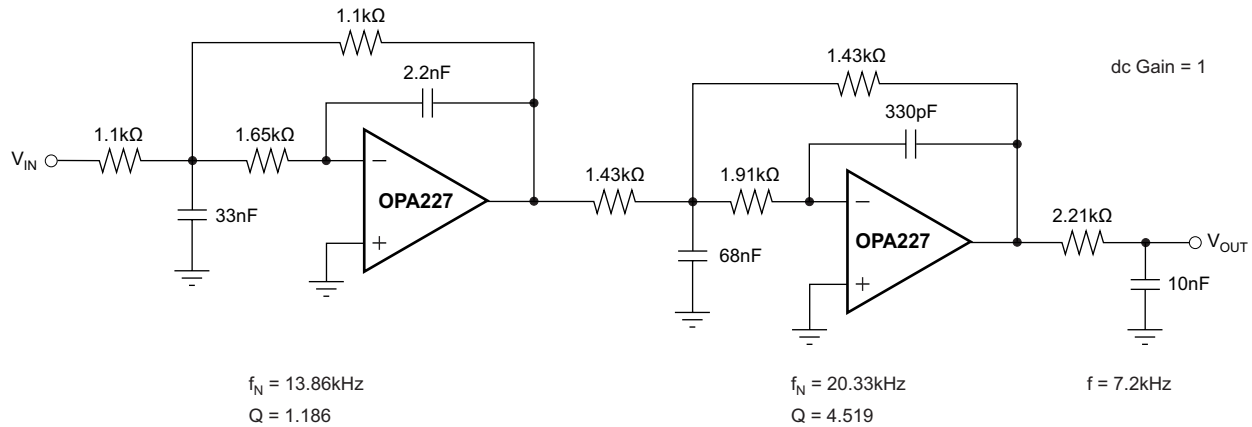 1.1kΩ
2.2nF
1.1kΩ
1.65kΩ
V_IN
33nF
−
OPA227
+
1.43kΩ
dc Gain = 1
330pF
1.43kΩ
1.91kΩ
68nF
−
OPA227
+
2.21kΩ
V_OUT
10nF
f_N = 13.86kHz
Q = 1.186
f_N = 20.33kHz
Q = 4.519
f = 7.2kHz